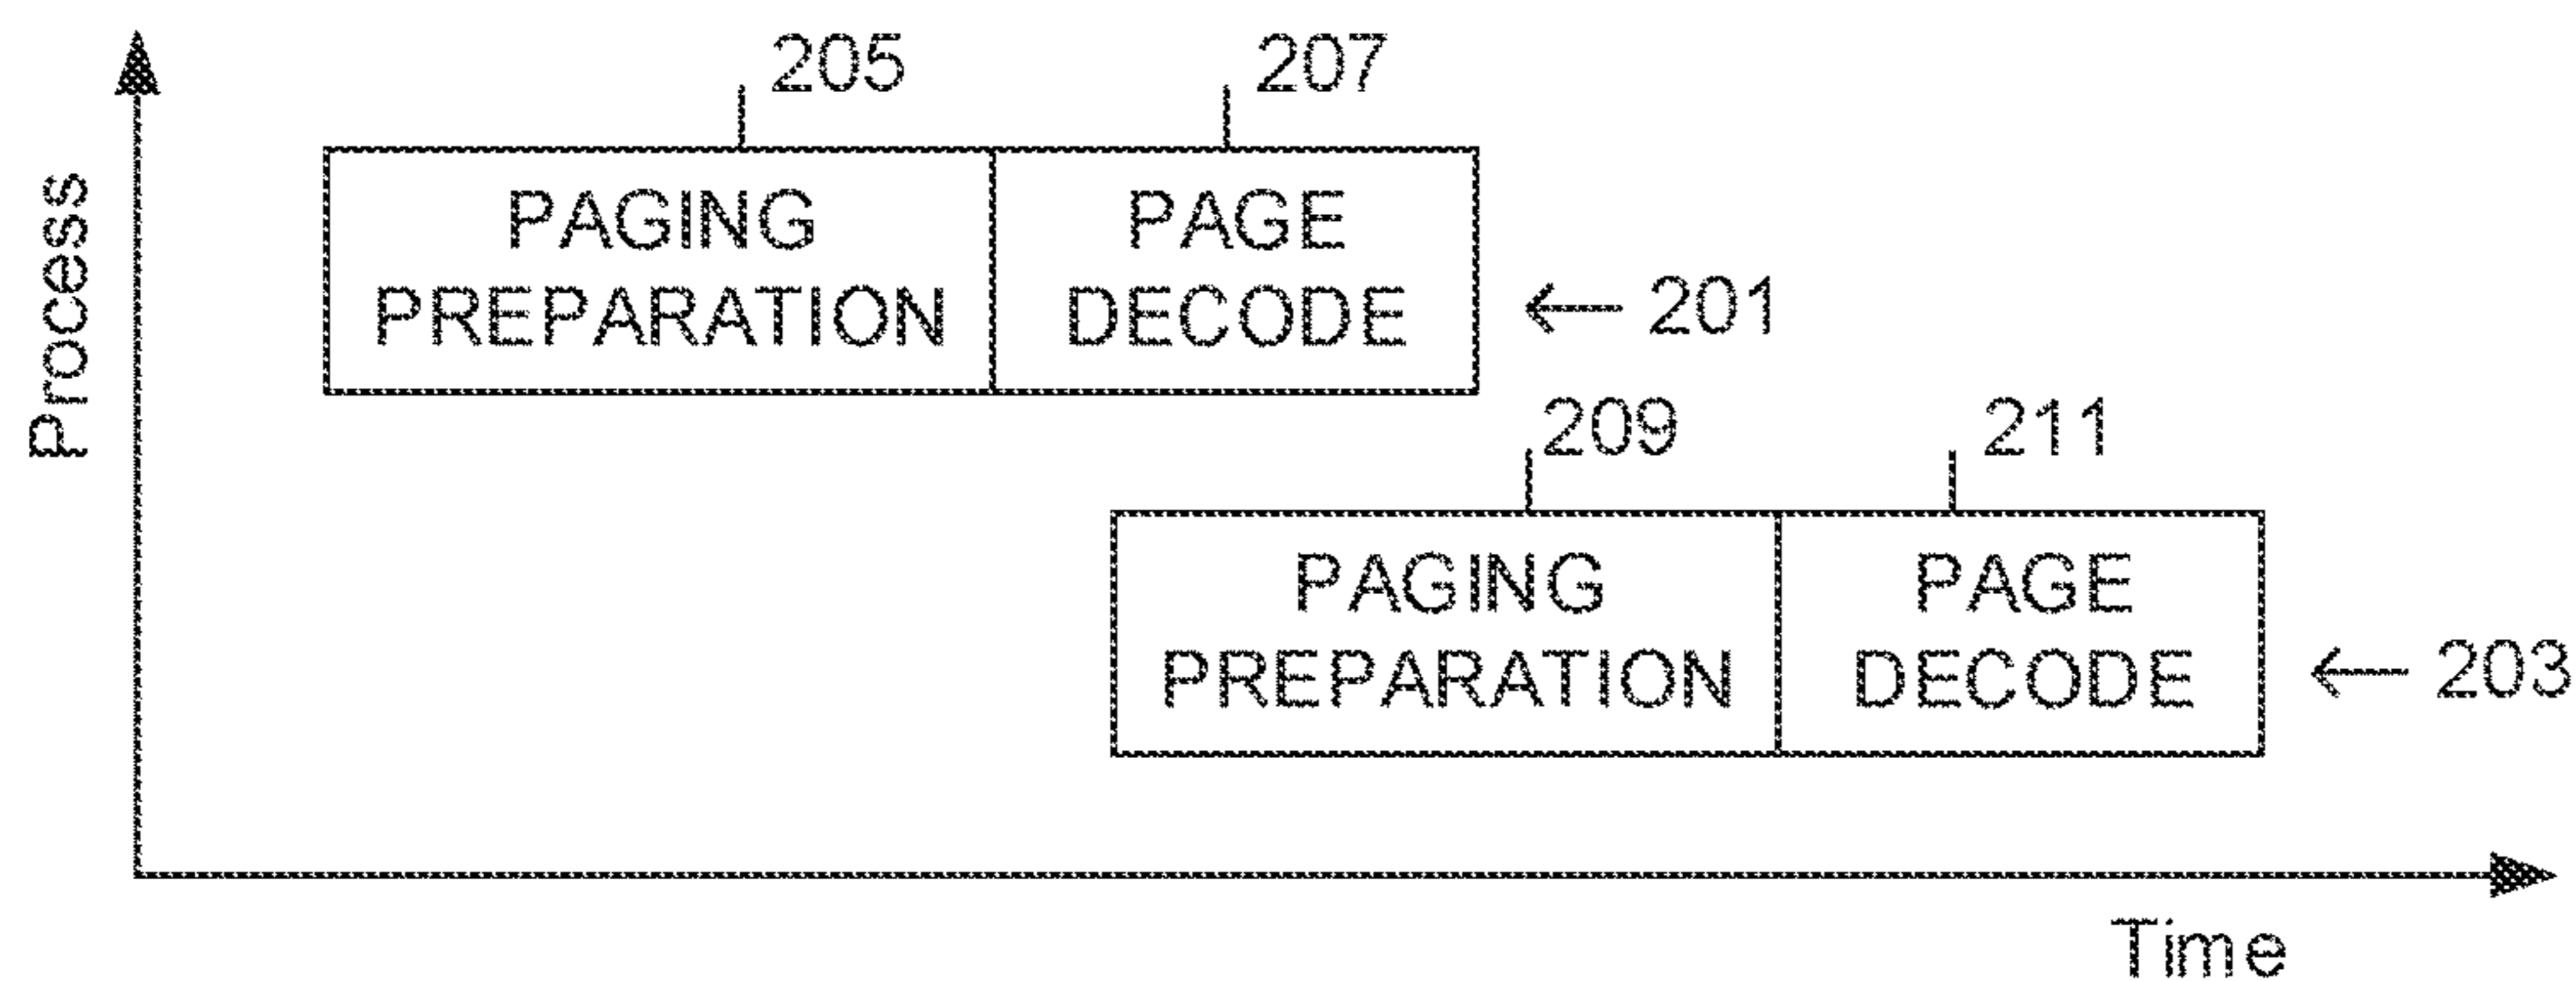 205
207
Process
PAGING
PREPARATION
PAGE
DECODE
201
209
211
PAGING
PREPARATION
PAGE
DECODE
203
Time